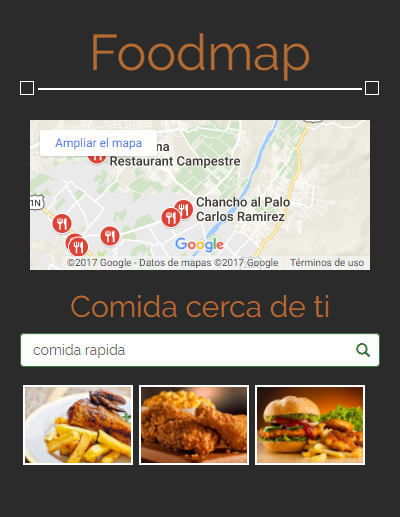 Foodmap
Ampliar el mapa
na
Restaurant Campestre
Chancho al Palo
Carlos Ramirez
1N
Google
©2017 Google - Datos de mapas ©2017 Google
Términos de uso
Comida cerca de ti
comida rapida